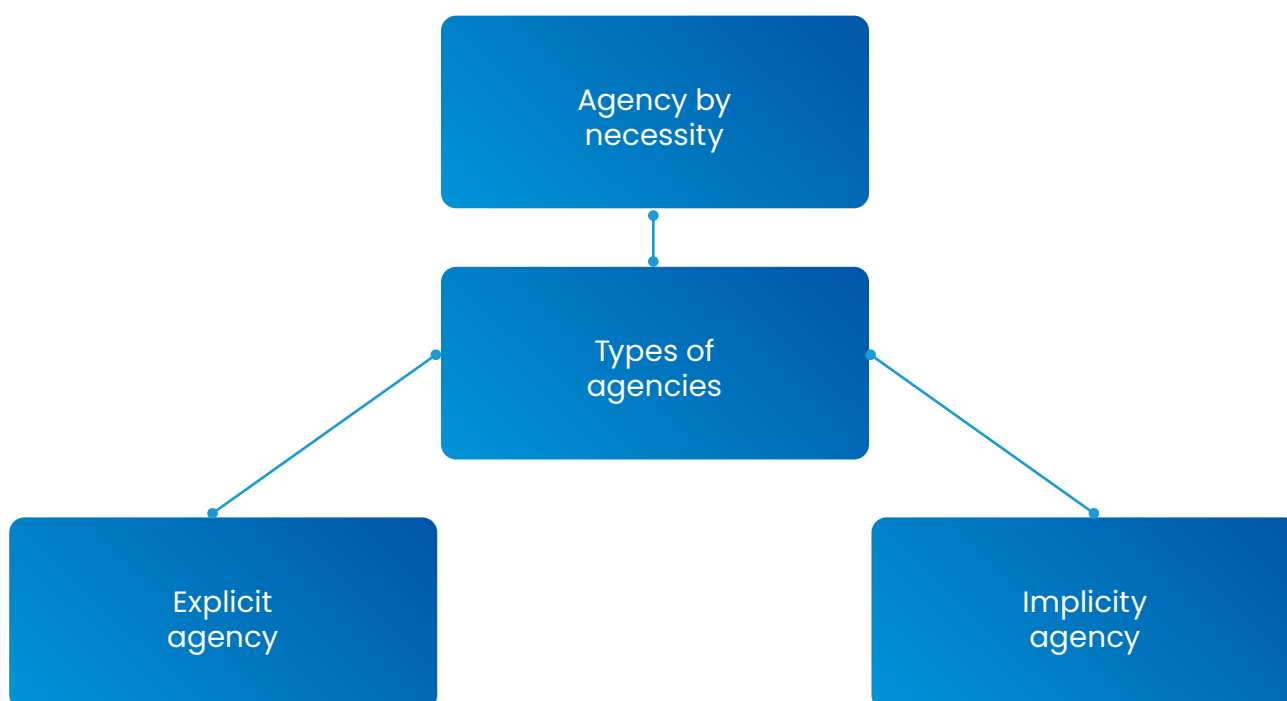 Agency by
necessity
Types of
agencies
Explicit
agency
Implicity
agency